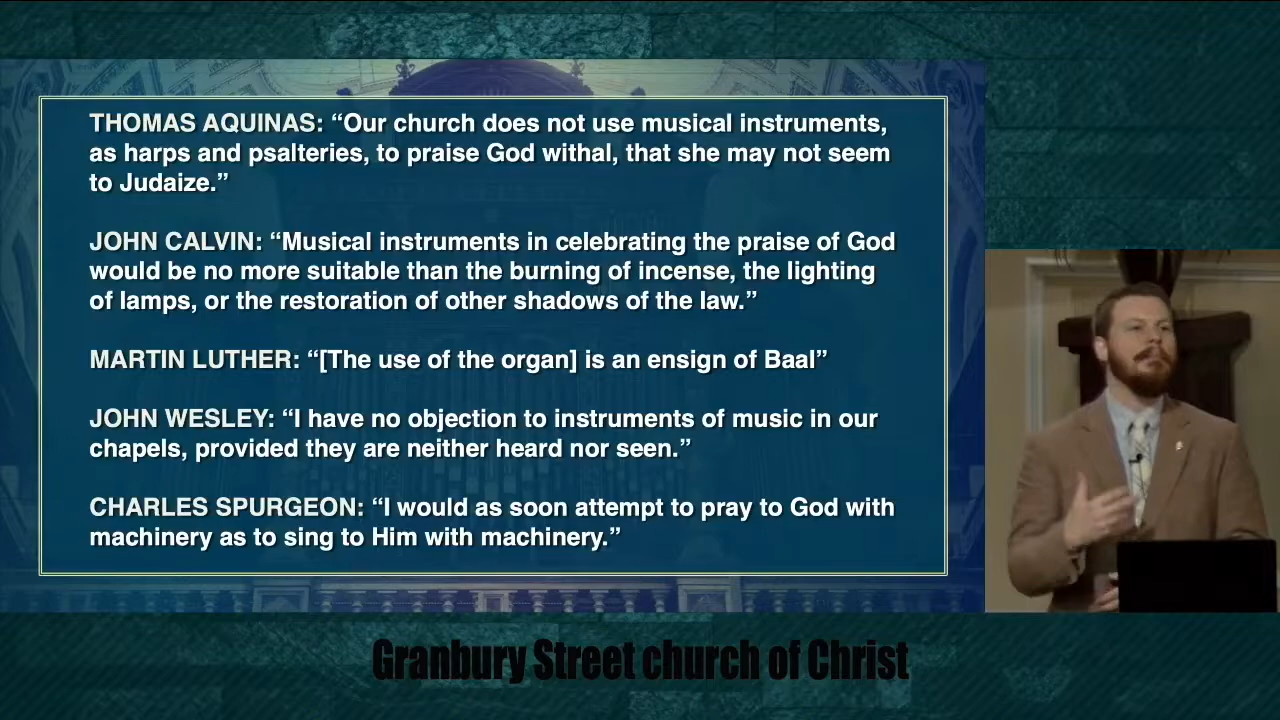 THOMAS AQUINAS: “Our church does not use musical instruments,
as harps and psalteries, to praise God withal, that she may not seem
to Judaize.”
JOHN CALVIN: “Musical instruments in celebrating the praise of God
would be no more suitable than the burning of incense, the lighting
of lamps, or the restoration of other shadows of the law.”
MARTIN LUTHER: “[The use of the organ] is an ensign of Baal”
JOHN WESLEY: “I have no objection to instruments of music in our
chapels, provided they are neither heard nor seen.”
CHARLES SPURGEON: “I would as soon attempt to pray to God with
machinery as to sing to Him with machinery.”
Granbury Street church of Christ